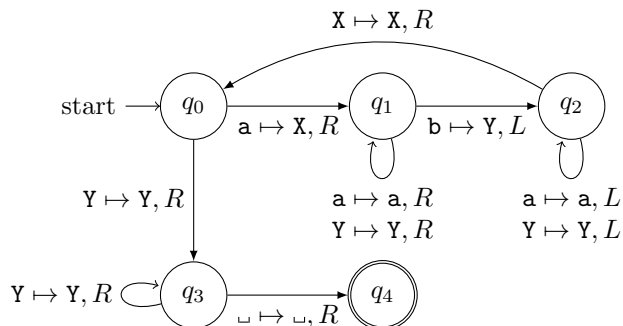 X ↦ X, R
start
q₀
q₁
q₂
a ↦ X, R
b ↦ Y, L
Y ↦ Y, R
a ↦ a, R
Y ↦ Y, R
a ↦ a, L
Y ↦ Y, L
Y ↦ Y, R
q₃
q₄
␣ ↦ ␣, R